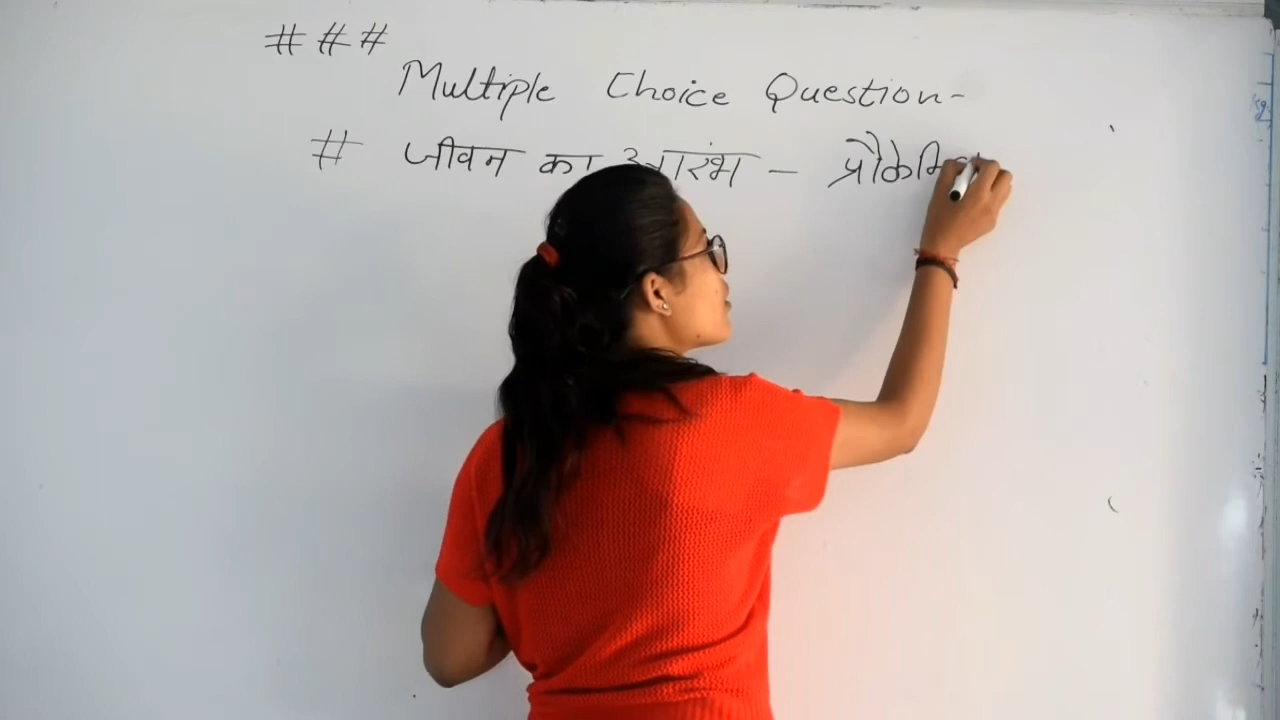 ###
Multiple Choice Question-
# जीवन का आरंभ -